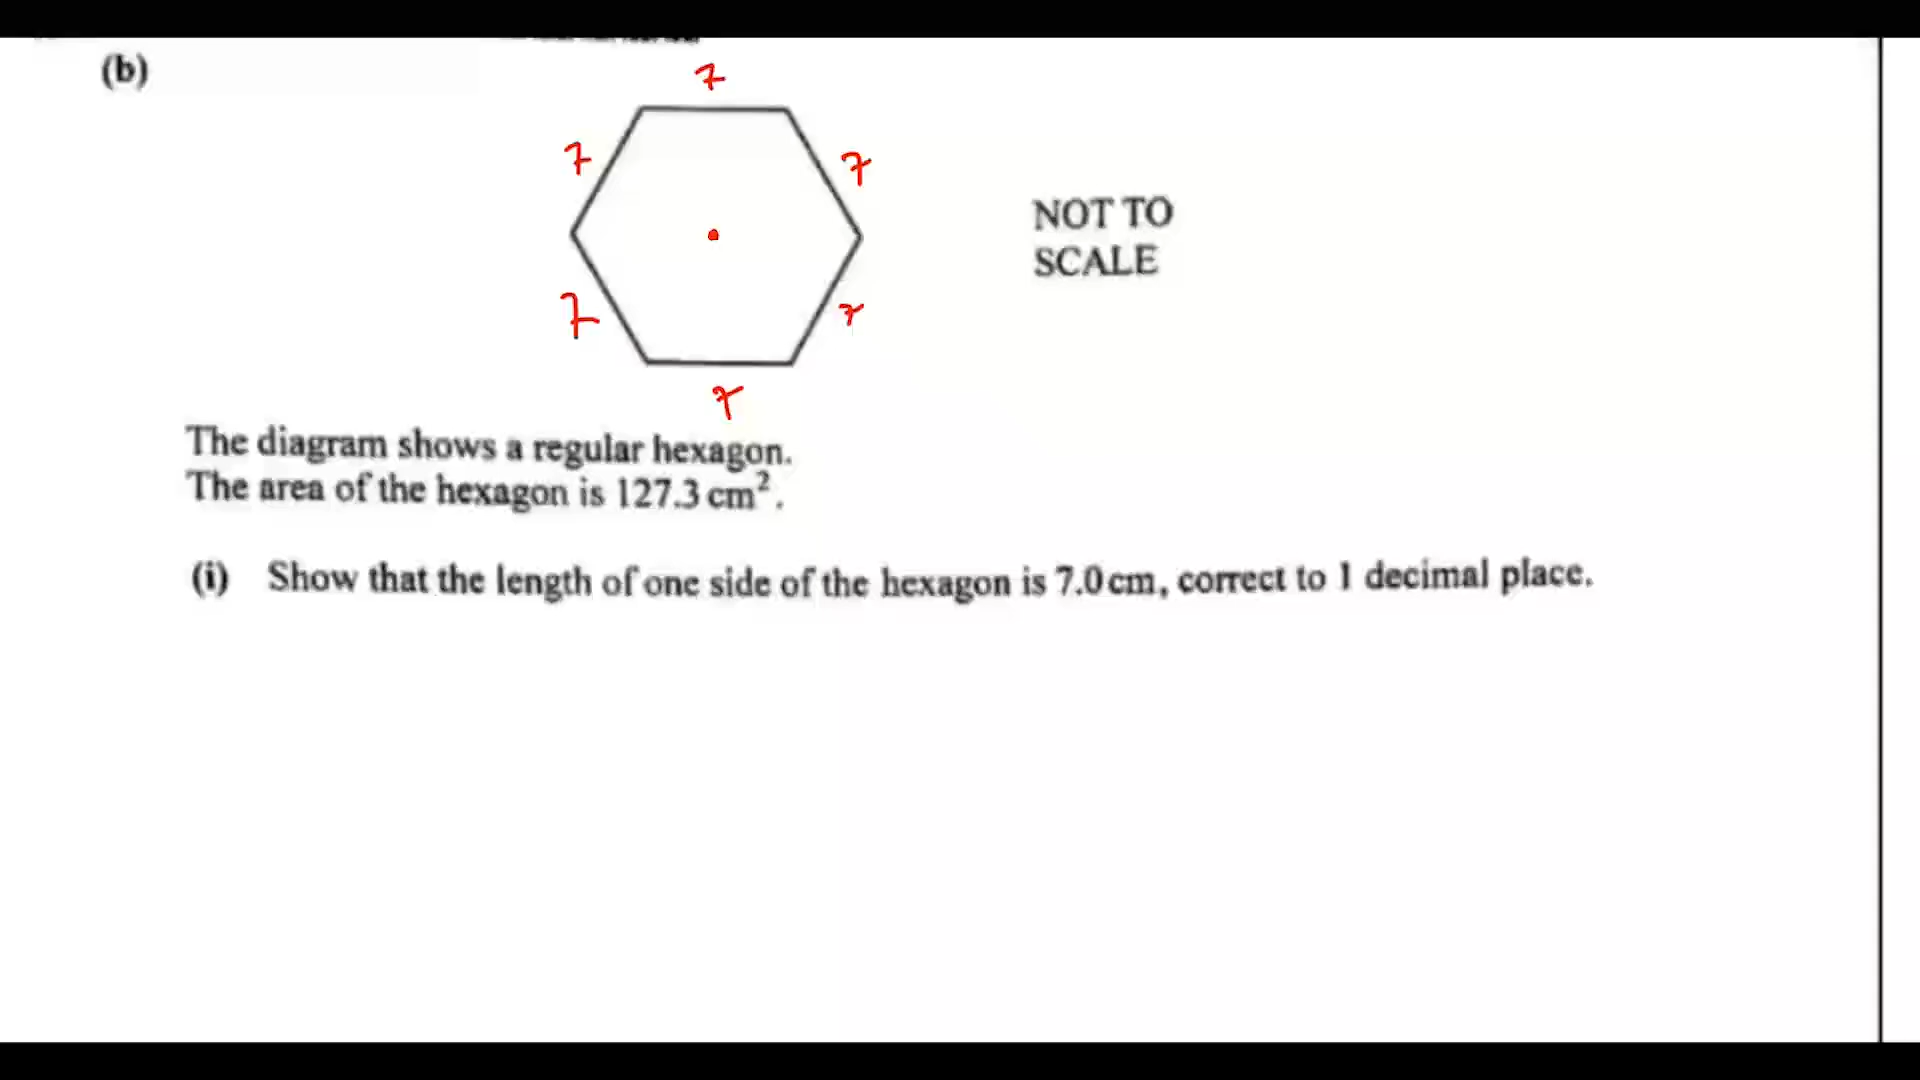 (b)
7
7
7
NOT TO
SCALE
7
7
7
The diagram shows a regular hexagon.
The area of the hexagon is 127.3 cm².
(i) Show that the length of one side of the hexagon is 7.0 cm, correct to 1 decimal place.